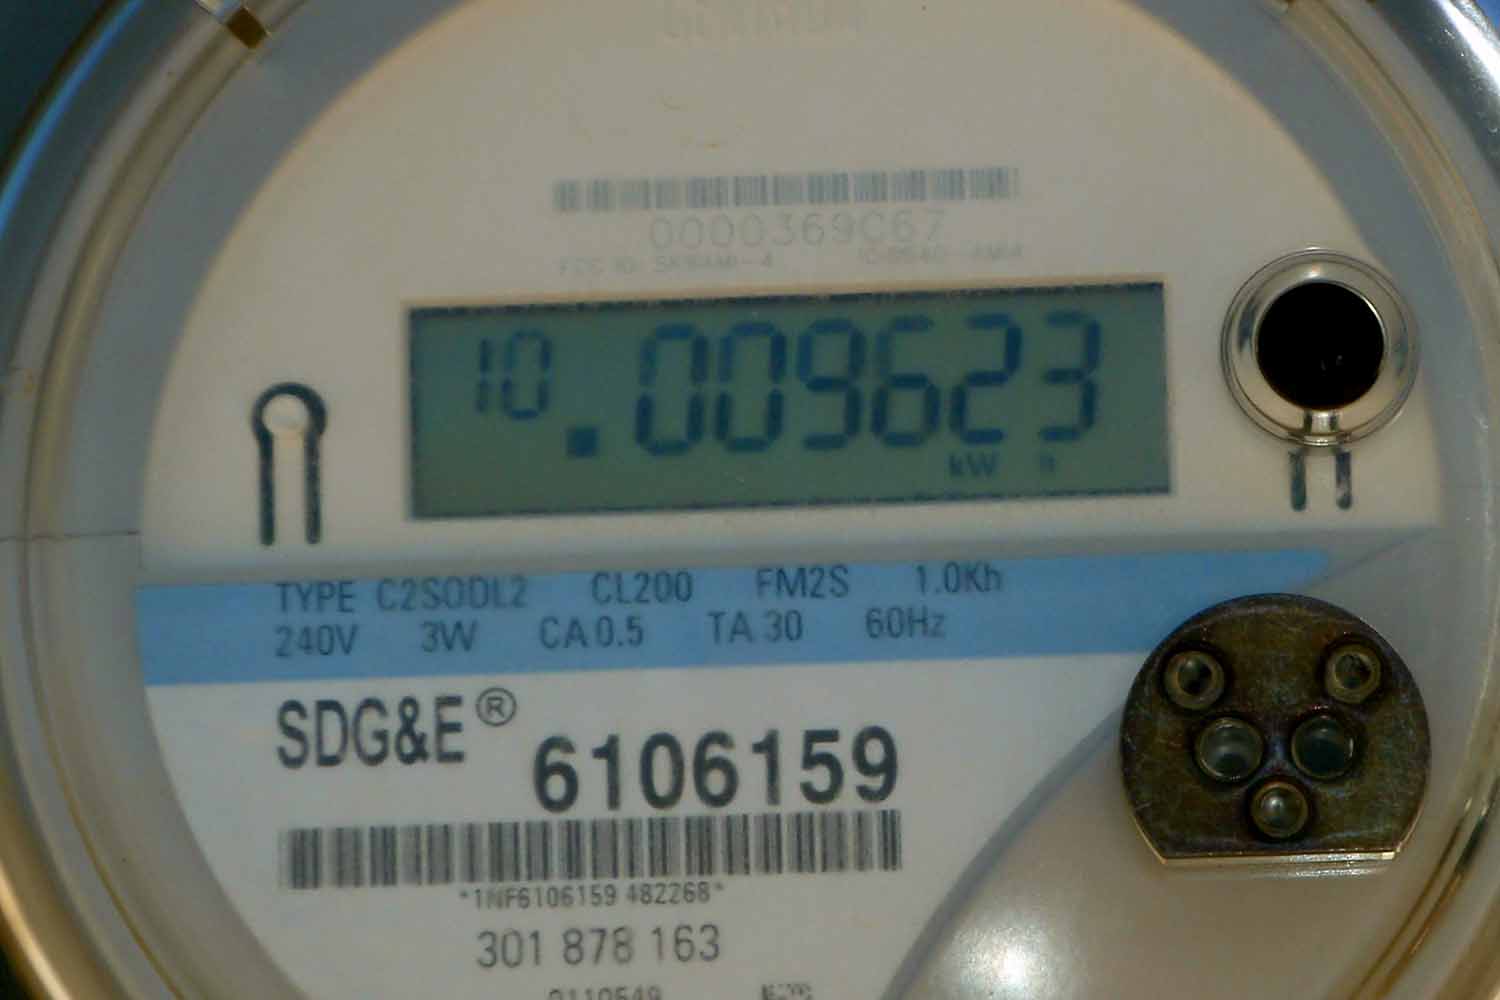 0000369C67
10 .009623
kW h
TYPE C2SODL2 CL200 FM2S 1.0Kh
240V 3W CA 0.5 TA 30 60Hz
SDG&E®
6106159
*1NF6106159 482268*
301 878 163